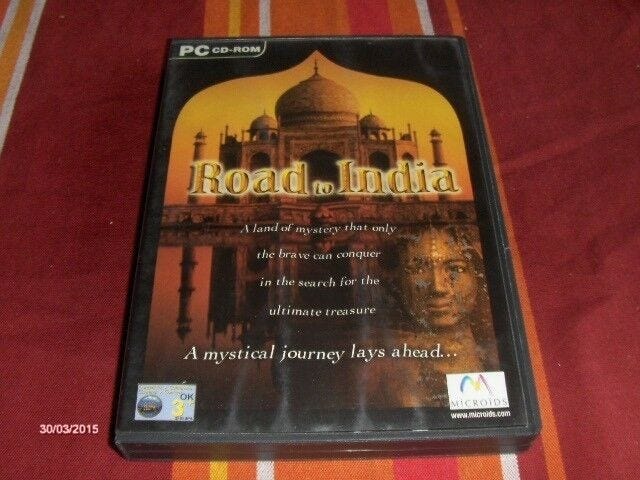 PC CD-ROM
Road to India
A land of mystery that only
the brave can conquer
in the search for the
ultimate treasure
A mystical journey lays ahead...
OK
3
MICROIDS
www.microids.com
30/03/2015